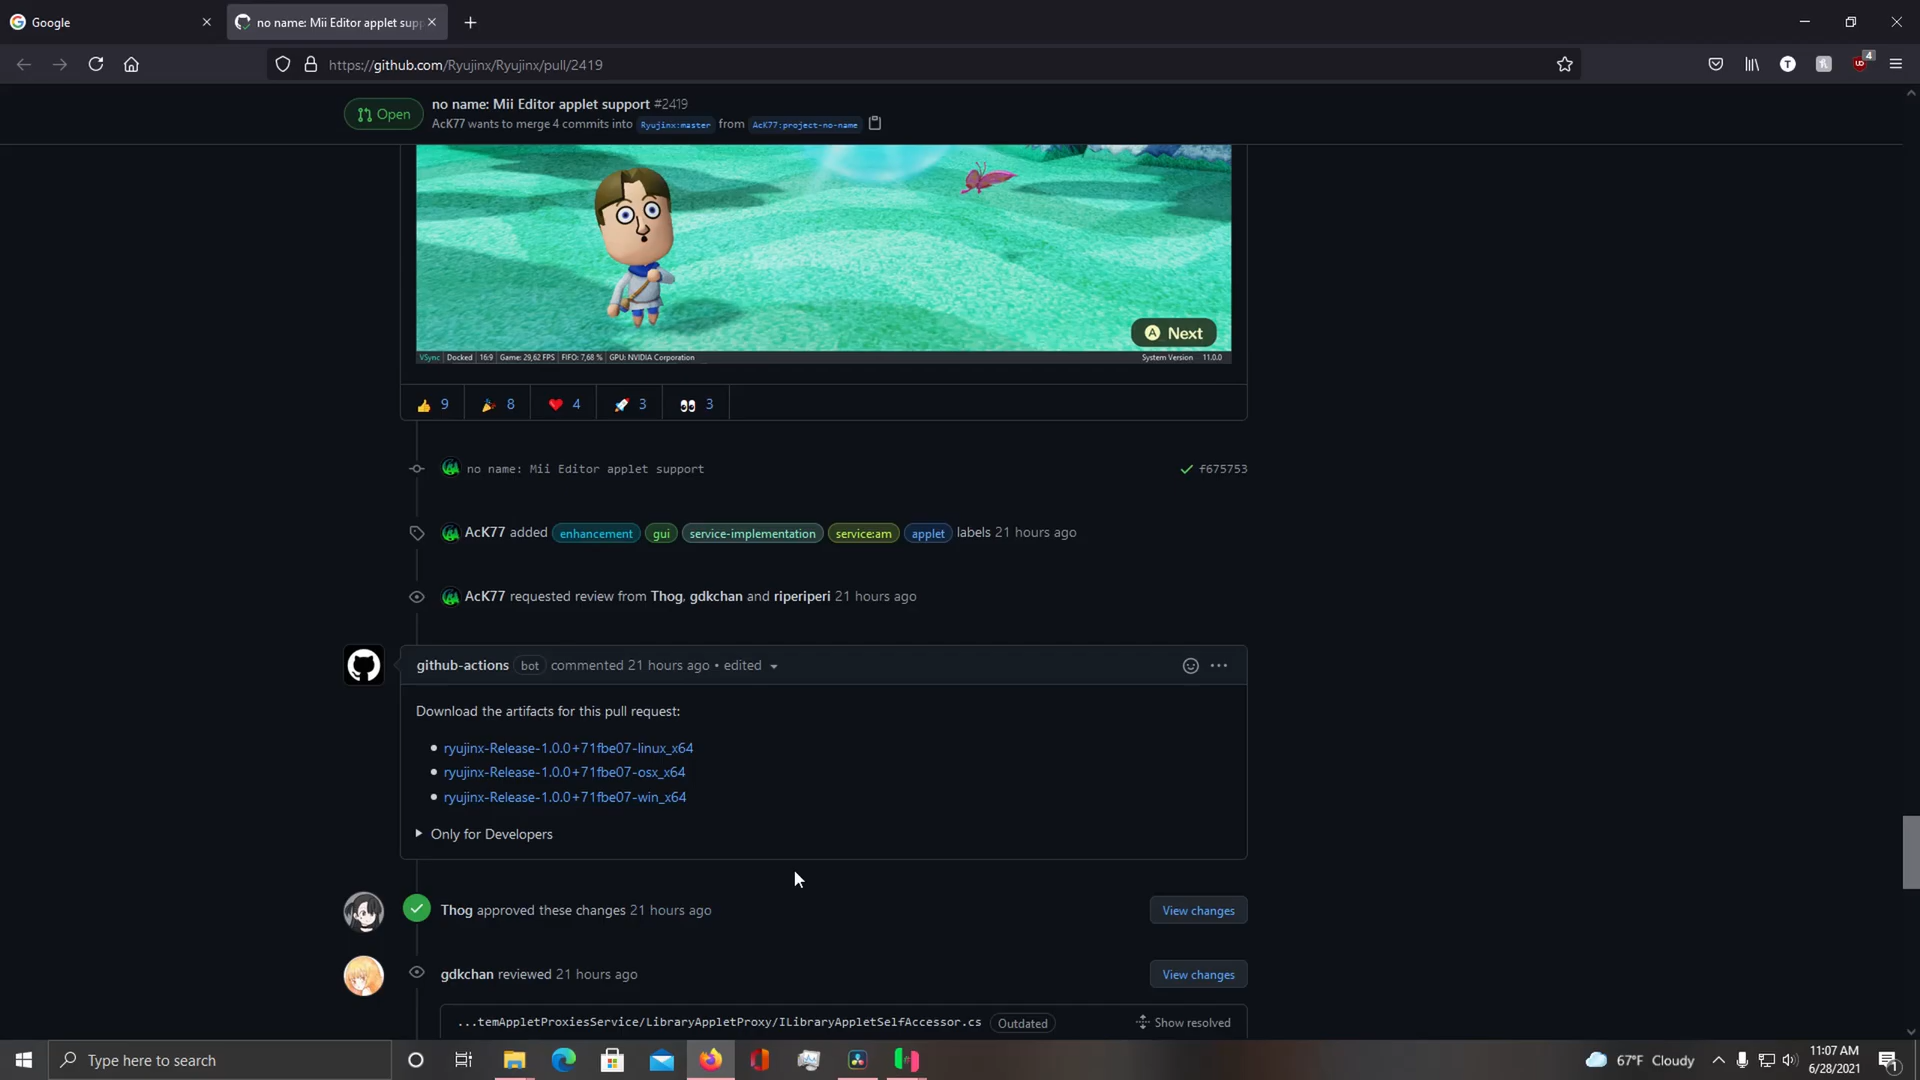 Google
no name: Mii Editor applet supp
https://github.com/Ryujinx/Ryujinx/pull/2419
4
Open
no name: Mii Editor applet support #2419
AcK77 wants to merge 4 commits into Ryujinx:master from AcK77:project-no-name
A Next
VSync Docked 16:9 Game: 29,62 FPS FIFO: 7,68 % GPU: NVIDIA Corporation System Version 11.0.0
9 8 4 3 3
no name: Mii Editor applet support f675753
AcK77 added enhancement gui service-implementation service:am applet labels 21 hours ago
AcK77 requested review from Thog, gdkchan and riperiperi 21 hours ago
github-actions bot commented 21 hours ago • edited
Download the artifacts for this pull request:
• ryujinx-Release-1.0.0+71fbe07-linux_x64
• ryujinx-Release-1.0.0+71fbe07-osx_x64
• ryujinx-Release-1.0.0+71fbe07-win_x64
Only for Developers
Thog approved these changes 21 hours ago View changes
gdkchan reviewed 21 hours ago View changes
...temAppletProxiesService/LibraryAppletProxy/ILibraryAppletSelfAccessor.cs Outdated Show resolved
Type here to search
67°F Cloudy
11:07 AM
6/28/2021
1